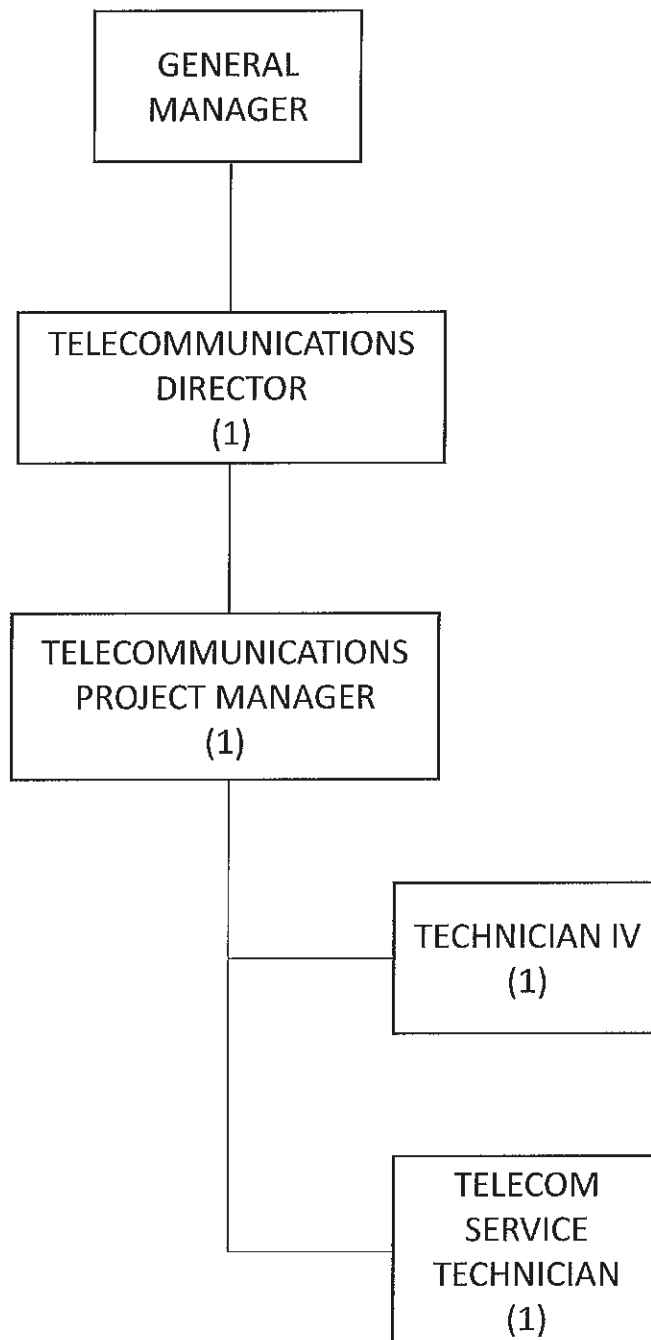 GENERAL
MANAGER
TELECOMMUNICATIONS
DIRECTOR
(1)
TELECOMMUNICATIONS
PROJECT MANAGER
(1)
TECHNICIAN IV
(1)
TELECOM
SERVICE
TECHNICIAN
(1)